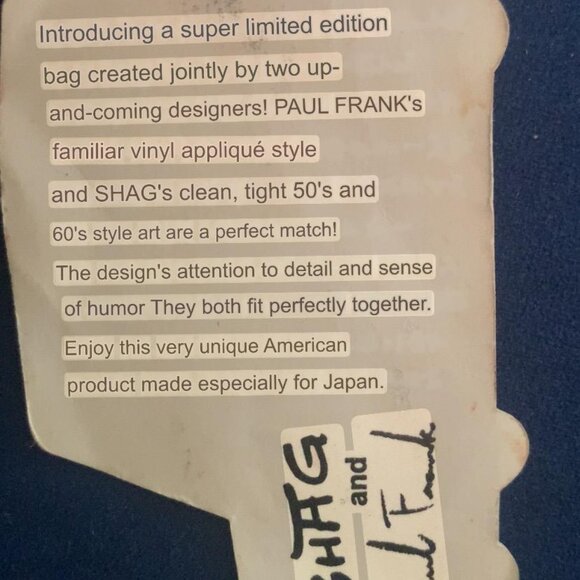 Introducing a super limited edition
bag created jointly by two up-
and-coming designers! PAUL FRANK's
familiar vinyl appliqué style
and SHAG's clean, tight 50's and
60's style art are a perfect match!
The design's attention to detail and sense
of humor They both fit perfectly together.
Enjoy this very unique American
product made especially for Japan.
SHAG
and
Frank